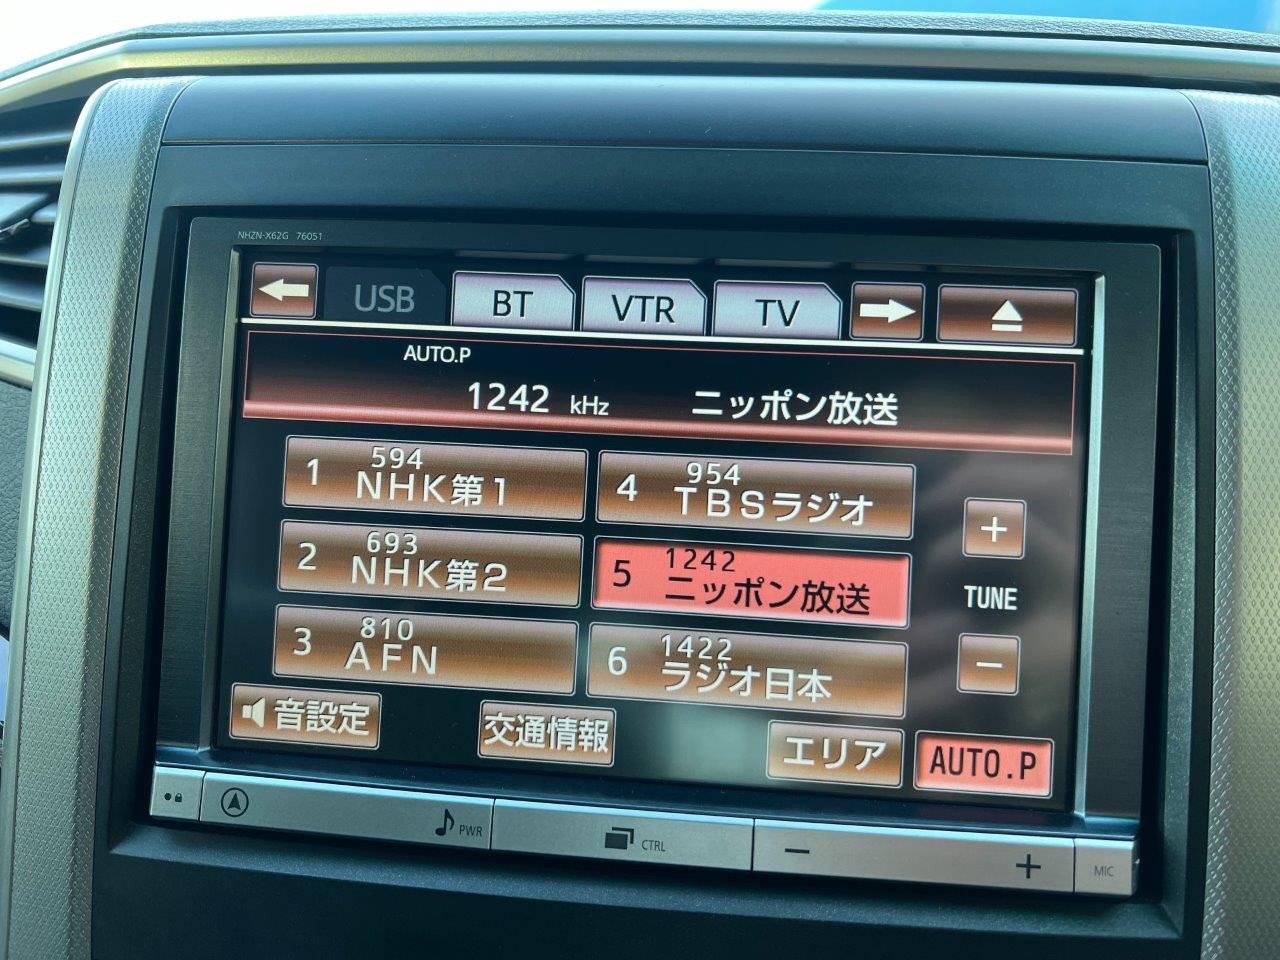 NHZN-X62G 76051
USB BT VTR TV
AUTO.P
1242 kHz ニッポン放送
1 594 NHK第1
4 954 TBSラジオ
2 693 NHK第2
5 1242 ニッポン放送
3 810 AFN
6 1422 ラジオ日本
+
TUNE
−
音設定
交通情報
エリア
AUTO.P
PWR
CTRL
− +
MIC